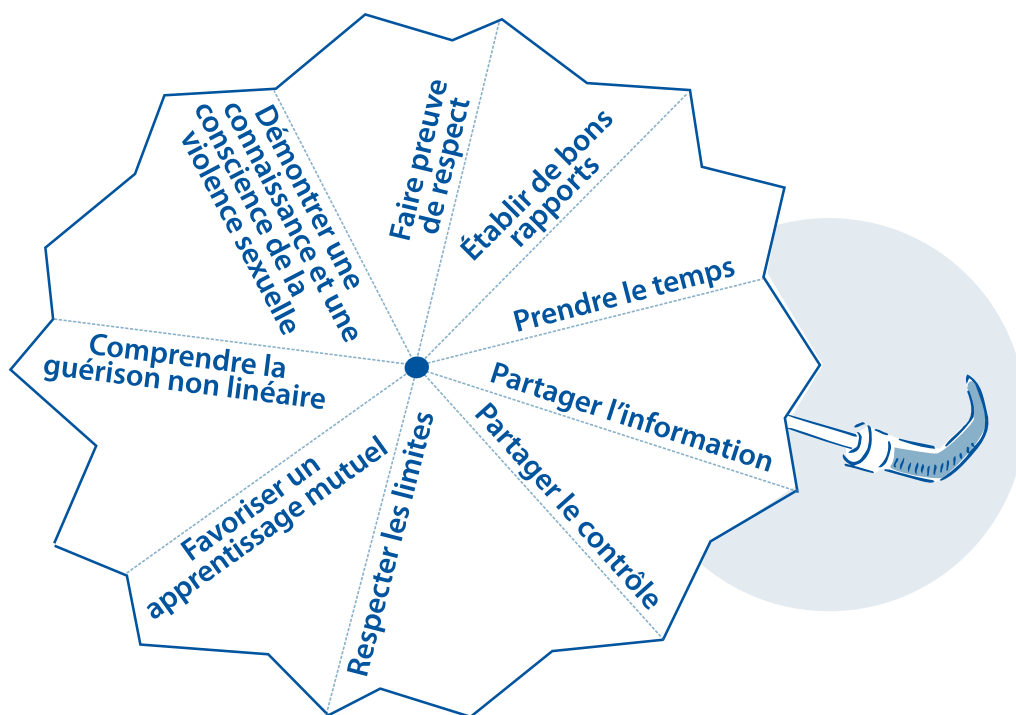 Faire preuve
de respect
Établir de bons
rapports
Prendre le temps
Partager l’information
Partager le contrôle
Respecter les limites
Favoriser un
apprentissage mutuel
Comprendre la
guérison non linéaire
Démontrer une
connaissance et une
conscience de la
violence sexuelle